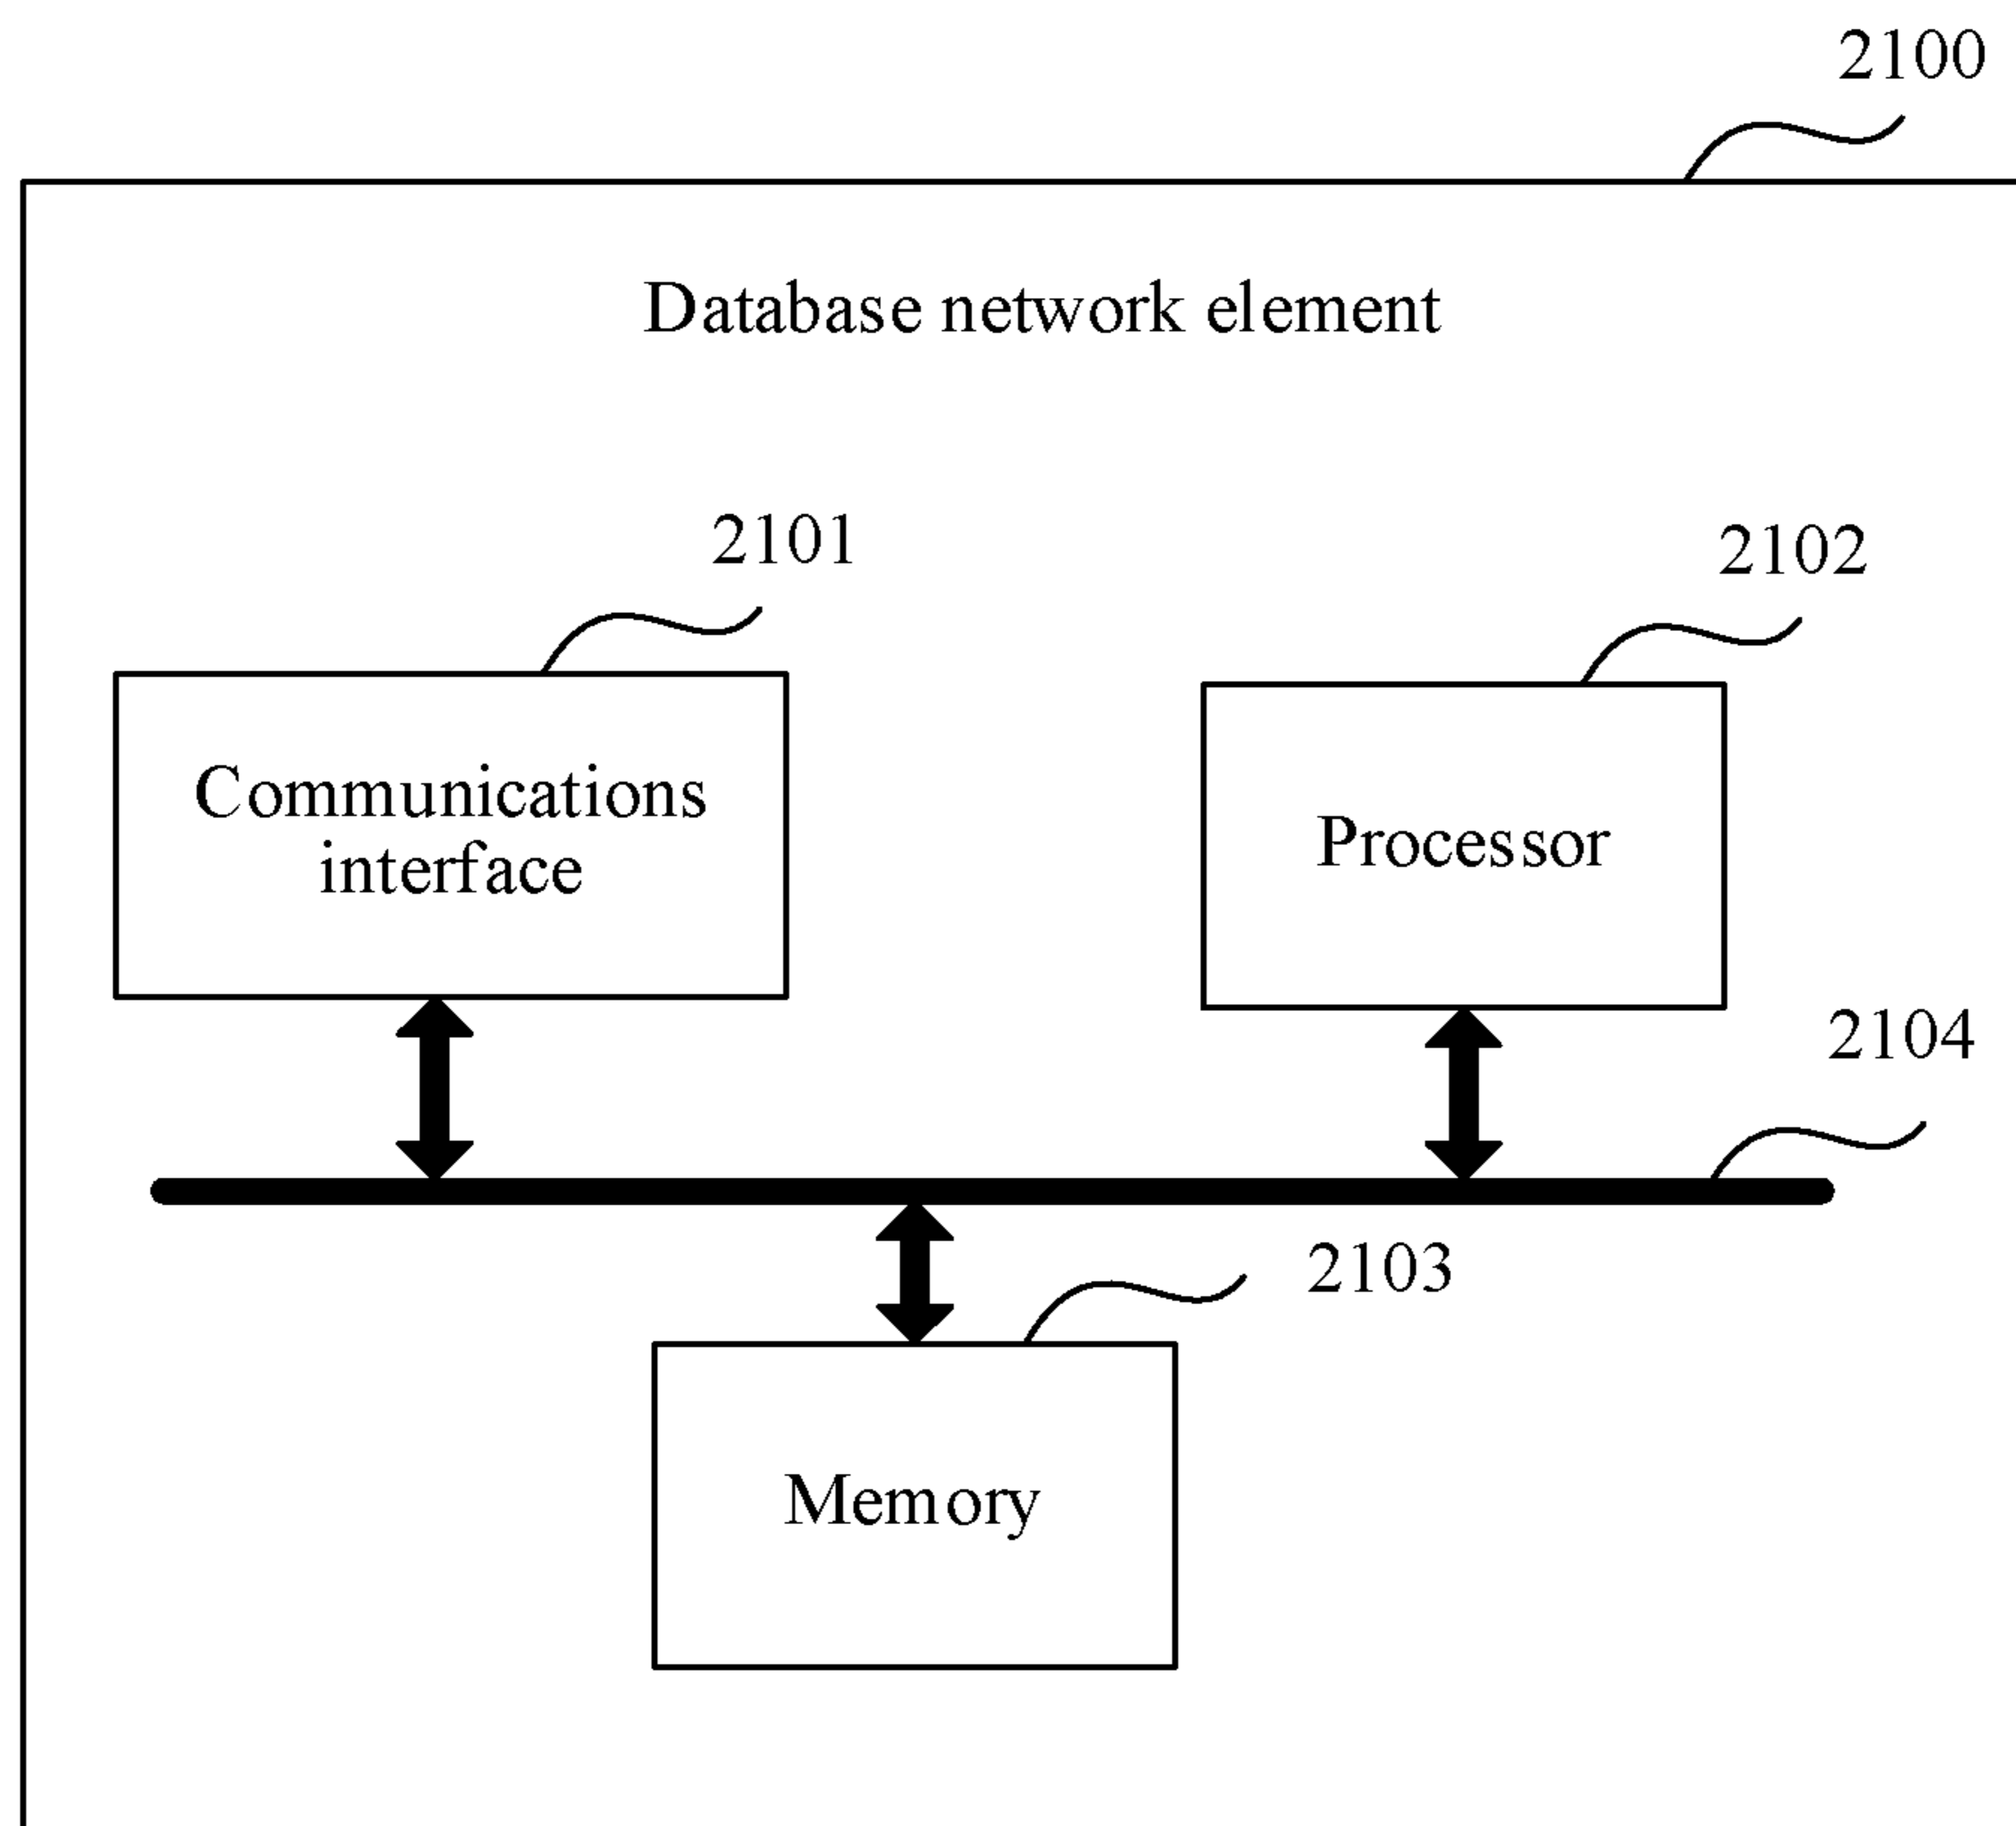 2100
Database network element
2101
2102
Communications
interface
Processor
2104
2103
Memory